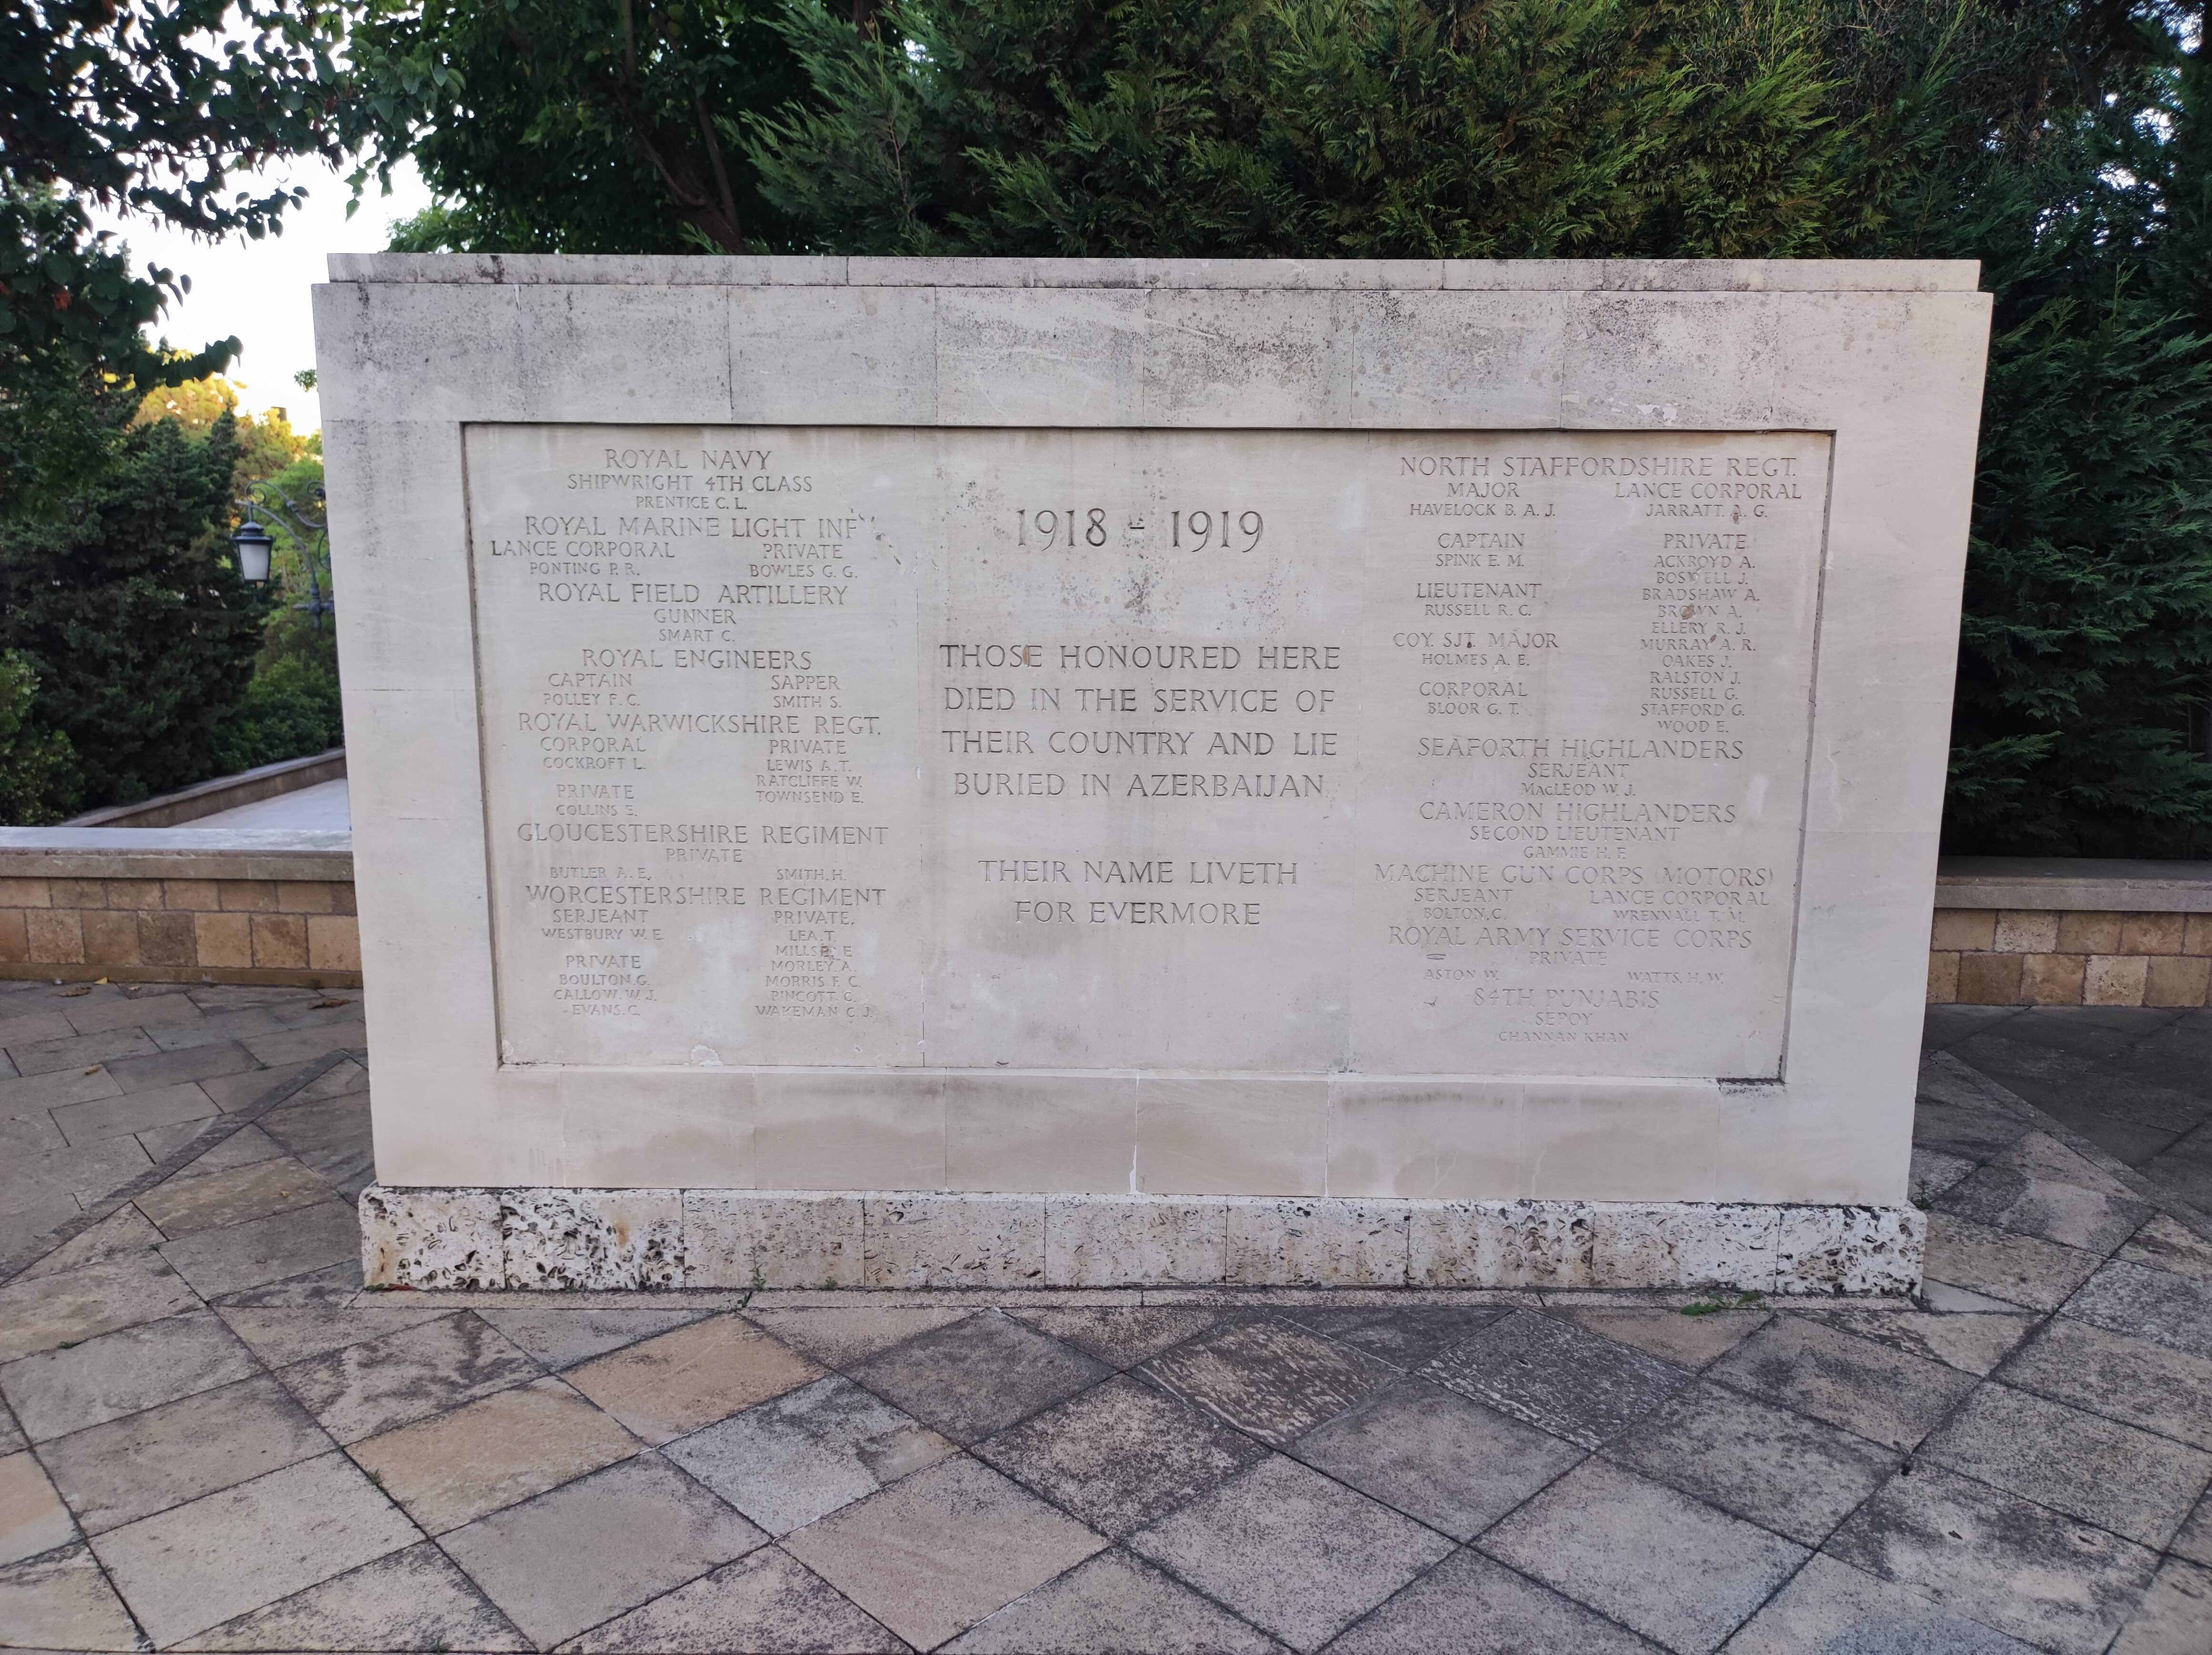 ROYAL NAVY
SHIPWRIGHT 4TH CLASS
PRENTICE C. L.
ROYAL MARINE LIGHT INFY
LANCE CORPORAL
PONTING P. R.
PRIVATE
BOWLES G. G.
ROYAL FIELD ARTILLERY
GUNNER
SMART C.
ROYAL ENGINEERS
CAPTAIN
POLLEY F. C.
SAPPER
SMITH S.
ROYAL WARWICKSHIRE REGT.
CORPORAL
COCKROFT L.
PRIVATE
COLLINS E.
PRIVATE
LEWIS A. T.
RATCLIFFE W.
TOWNSEND E.
GLOUCESTERSHIRE REGIMENT
PRIVATE
BUTLER A. E.
SMITH. H.
WORCESTERSHIRE REGIMENT
SERJEANT
WESTBURY W. E.
PRIVATE
BOULTON. G.
CALLOW. W. J.
EVANS. C.
PRIVATE.
LEA. T.
MILLS E
MORLEY. A.
MORRIS F. C.
PINCOTT. C.
WAKEMAN C. J.
1918 - 1919
THOSE HONOURED HERE
DIED IN THE SERVICE OF
THEIR COUNTRY AND LIE
BURIED IN AZERBAIJAN
THEIR NAME LIVETH
FOR EVERMORE
NORTH STAFFORDSHIRE REGT.
MAJOR
HAVELOCK B. A. J.
CAPTAIN
SPINK E. M.
LIEUTENANT
RUSSELL R. C.
COY. SJT. MAJOR
HOLMES A. E.
CORPORAL
BLOOR G. T.
LANCE CORPORAL
JARRATT. A. G.
PRIVATE
ACKROYD A.
BOSWELL J.
BRADSHAW A.
BROWN A.
ELLERY R. J.
MURRAY A. R.
OAKES J.
RALSTON J.
RUSSELL G.
STAFFORD G.
WOOD E.
SEAFORTH HIGHLANDERS
SERJEANT
MacLEOD W. J.
CAMERON HIGHLANDERS
SECOND LIEUTENANT
GAMMIE H. F.
MACHINE GUN CORPS (MOTORS)
SERJEANT
BOLTON. C.
LANCE CORPORAL
WRENNALL T. M.
ROYAL ARMY SERVICE CORPS
PRIVATE
ASTON W.
WATTS. H. W.
84TH PUNJABIS
SEPOY
CHANNAN KHAN